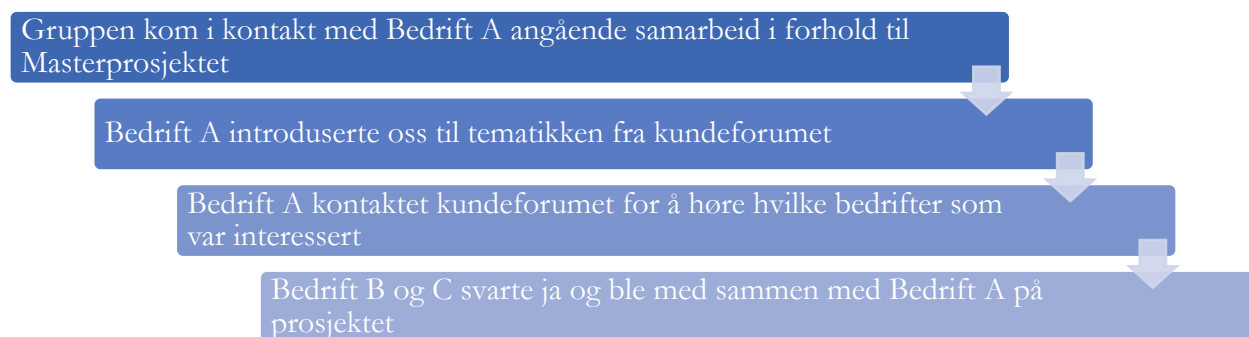 Gruppen kom i kontakt med Bedrift A angående samarbeid i forhold til
Masterprosjektet
Bedrift A introduserte oss til tematikken fra kundeforumet
Bedrift A kontaktet kundeforumet for å høre hvilke bedrifter som
var interessert
Bedrift B og C svarte ja og ble med sammen med Bedrift A på
prosjektet